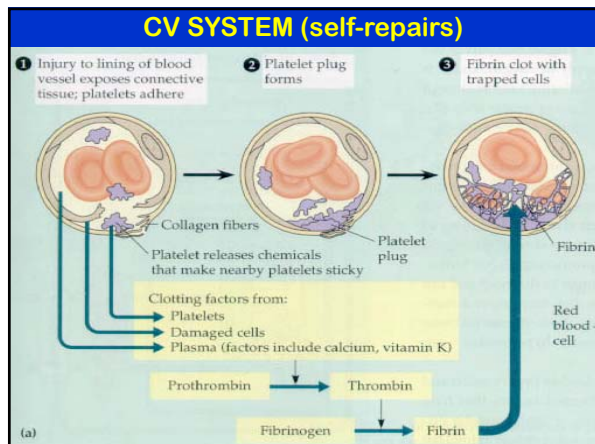 CV SYSTEM (self-repairs)
1 Injury to lining of blood
vessel exposes connective
tissue; platelets adhere
2 Platelet plug
forms
3 Fibrin clot with
trapped cells
Collagen fibers
Platelet releases chemicals
that make nearby platelets sticky
Platelet
plug
Fibrin
Clotting factors from:
Platelets
Damaged cells
Plasma (factors include calcium, vitamin K)
Red
blood
cell
Prothrombin
Thrombin
Fibrinogen
Fibrin
(a)